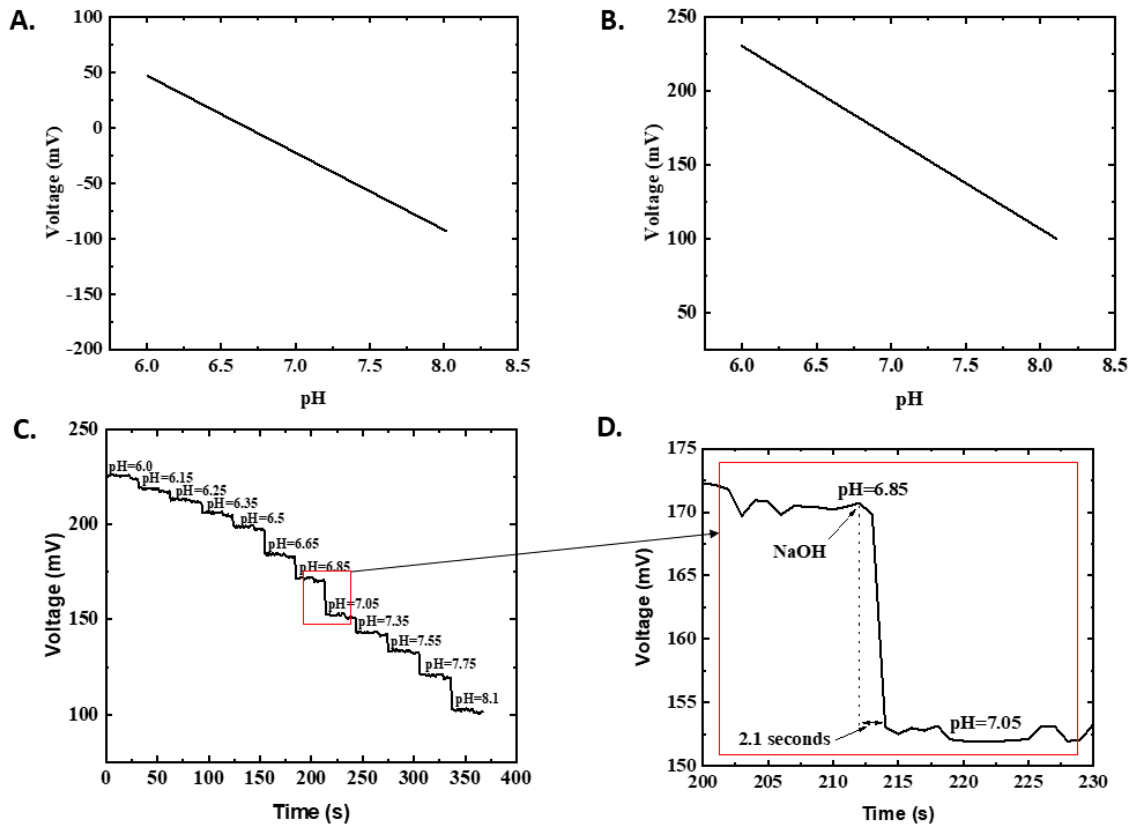 A.
100
50
0
-50
-100
-150
-200
Voltage (mV)
6.0 6.5 7.0 7.5 8.0 8.5
pH
B.
250
200
150
100
50
Voltage (mV)
6.0 6.5 7.0 7.5 8.0 8.5
pH
C.
250
200
150
100
Voltage (mV)
pH=6.0
pH=6.15
pH=6.25
pH=6.35
pH=6.5
pH=6.65
pH=6.85
pH=7.05
pH=7.35
pH=7.55
pH=7.75
pH=8.1
0 50 100 150 200 250 300 350 400
Time (s)
D.
175
170
165
160
155
150
Voltage (mV)
pH=6.85
NaOH
2.1 seconds
pH=7.05
200 205 210 215 220 225 230
Time (s)